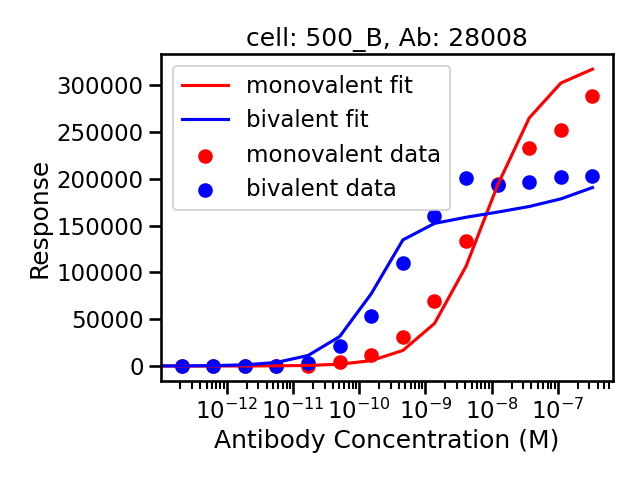 cell: 500_B, Ab: 28008
monovalent fit
bivalent fit
monovalent data
bivalent data
Response
300000
250000
200000
150000
100000
50000
0
10⁻¹² 10⁻¹¹ 10⁻¹⁰ 10⁻⁹ 10⁻⁸ 10⁻⁷
Antibody Concentration (M)